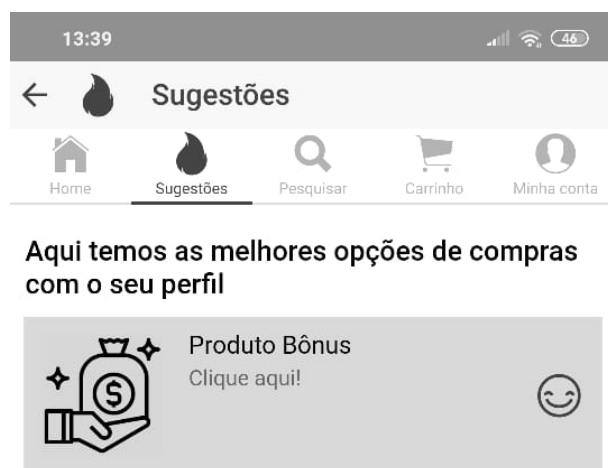 13:39
46
Sugestões
Home
Sugestões
Pesquisar
Carrinho
Minha conta
Aqui temos as melhores opções de compras
com o seu perfil
Produto Bônus
Clique aqui!
$